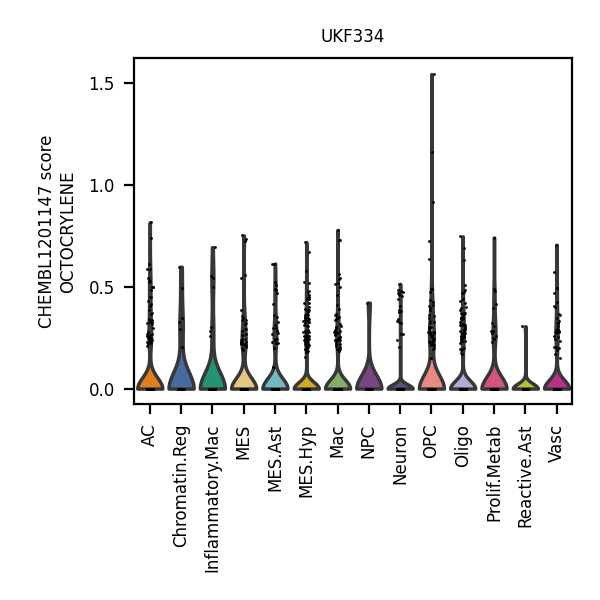 UKF334
CHEMBL1201147 score
OCTOCRYLENE
1.5
1.0
0.5
0.0
AC
Chromatin.Reg
Inflammatory.Mac
MES
MES.Ast
MES.Hyp
Mac
NPC
Neuron
OPC
Oligo
Prolif.Metab
Reactive.Ast
Vasc